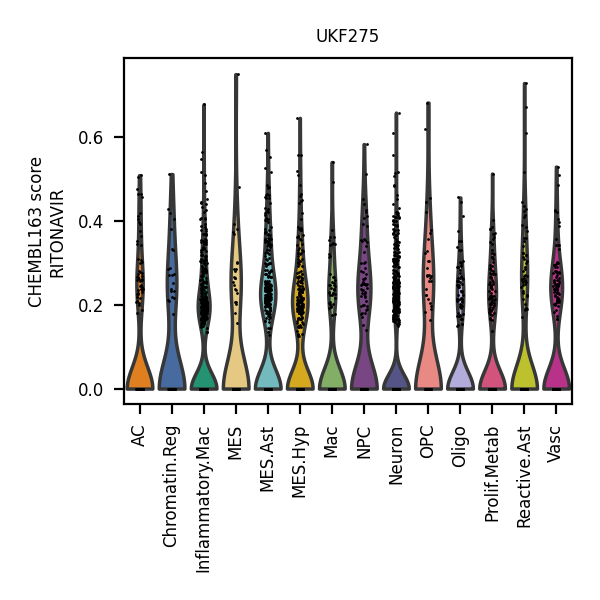 UKF275
CHEMBL163 score
RITONAVIR
0.6
0.4
0.2
0.0
AC
Chromatin.Reg
Inflammatory.Mac
MES
MES.Ast
MES.Hyp
Mac
NPC
Neuron
OPC
Oligo
Prolif.Metab
Reactive.Ast
Vasc